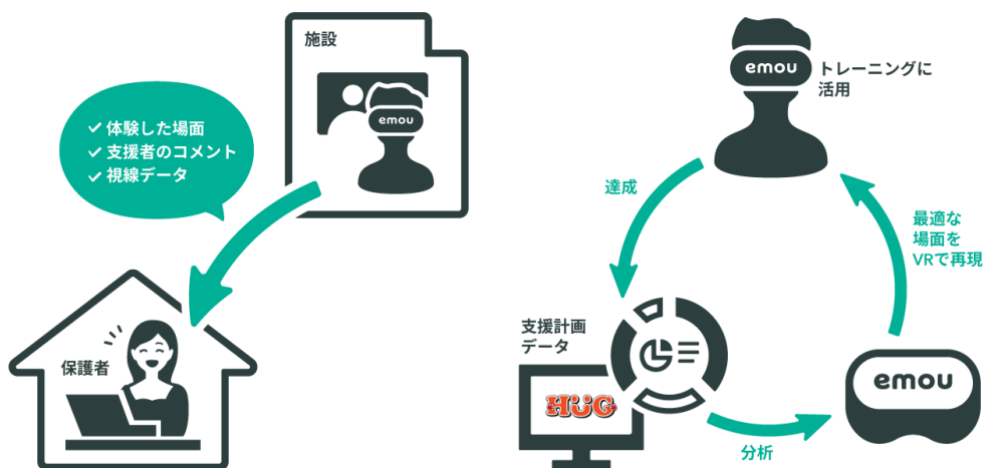 施設
emou
体験した場面
支援者のコメント
視線データ
保護者
emou
トレーニングに
活用
達成
最適な
場面を
VRで再現
支援計画
データ
HUG
emou
分析